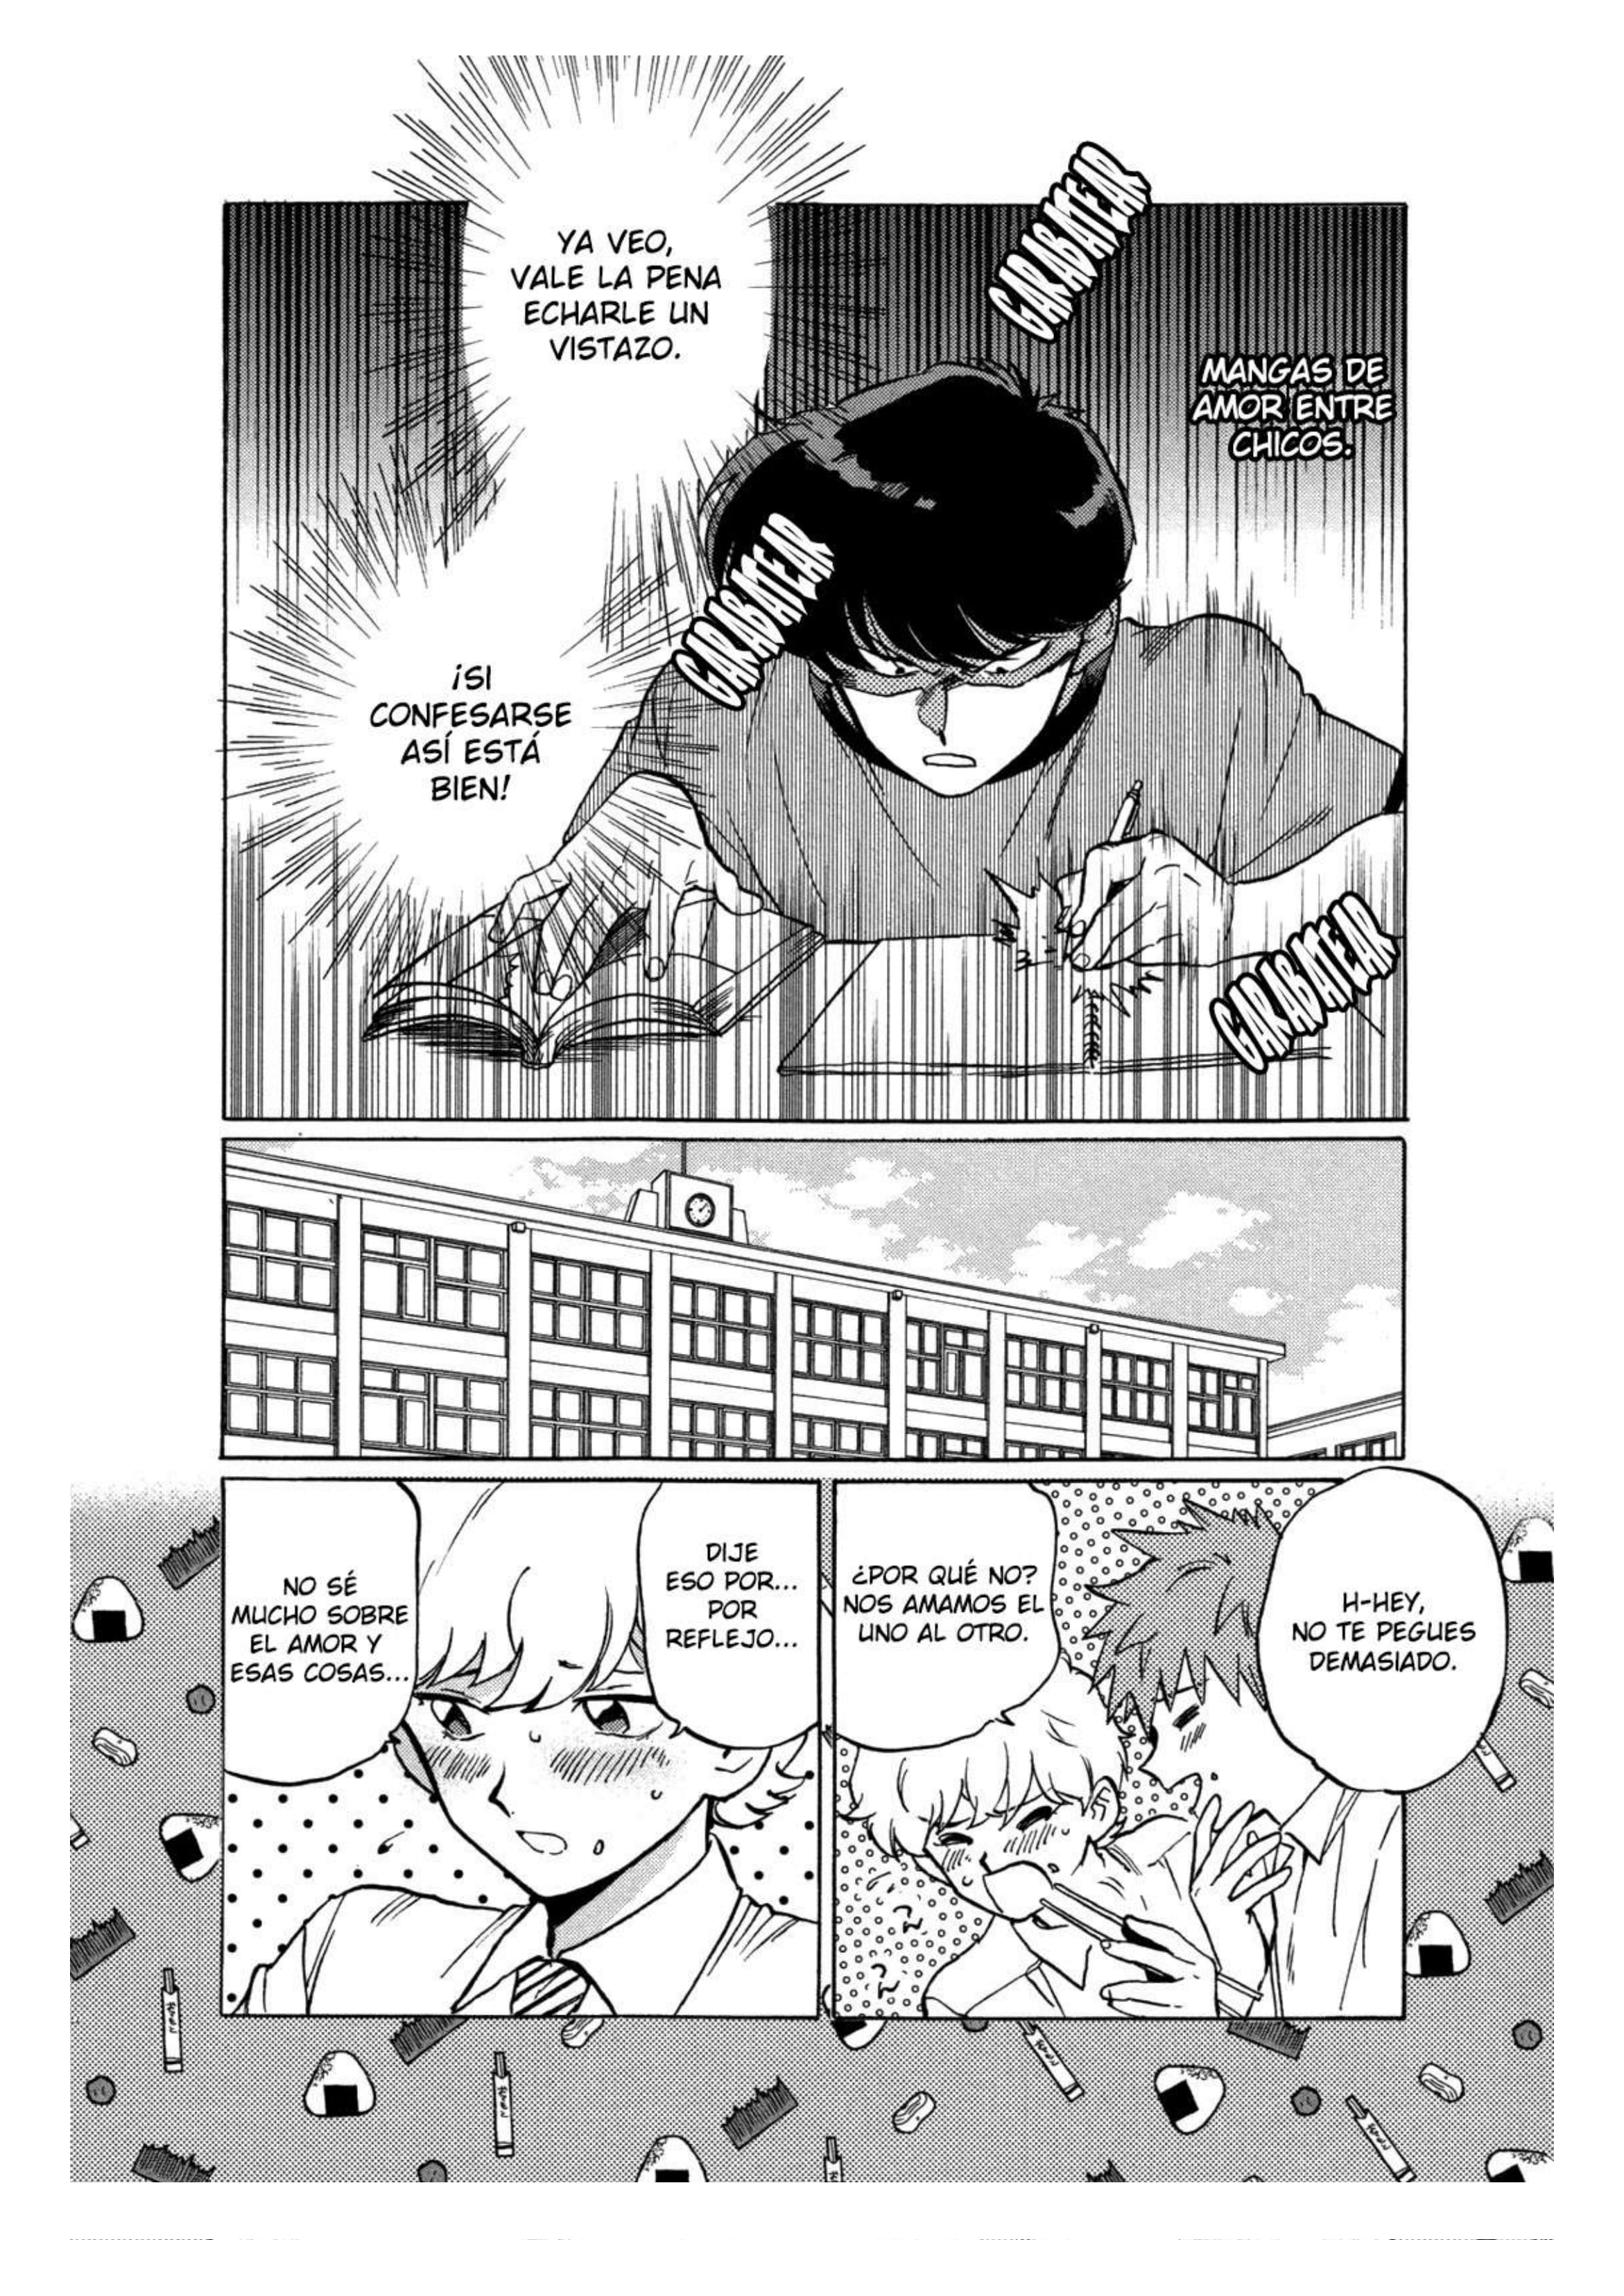 GARABATEAR
MANGAS DE
AMOR ENTRE
CHICOS.
YA VEO,
VALE LA PENA
ECHARLE UN
VISTAZO.
GARABATEAR
¡SI
CONFESARSE
ASÍ ESTÁ
BIEN!
GARABATEAR
H-HEY,
NO TE PEGUES
DEMASIADO.
¿POR QUÉ NO?
NOS AMAMOS EL
UNO AL OTRO.
DIJE
ESO POR...
POR
REFLEJO...
NO SÉ
MUCHO SOBRE
EL AMOR Y
ESAS COSAS...